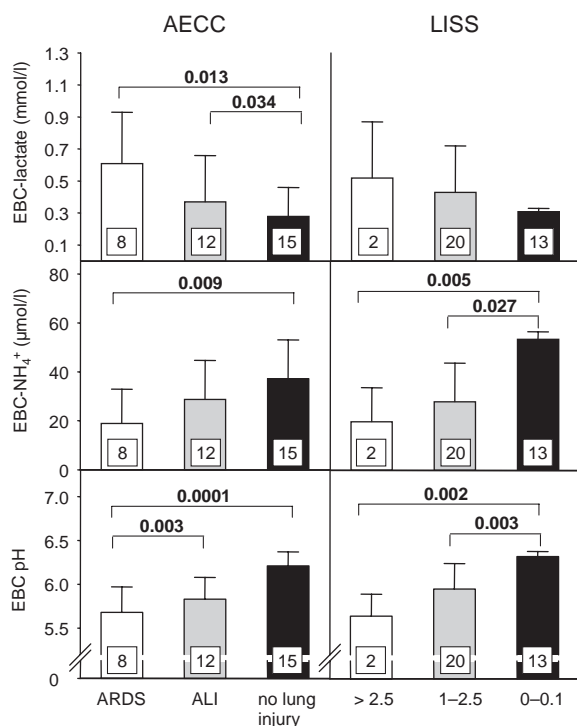 AECC LISS
EBC-lactate (mmol/l)
1.3
1.1
0.9
0.7
0.5
0.3
0.1
0.013
0.034
8 12 15 2 20 13
EBC-NH₄⁺ (µmol/l)
80
60
40
20
0
0.009
0.005
0.027
8 12 15 2 20 13
EBC pH
7.0
6.5
6.0
5.5
0
0.0001
0.003
0.002
0.003
8 12 15 2 20 13
ARDS ALI no lung > 2.5 1–2.5 0–0.1
injury